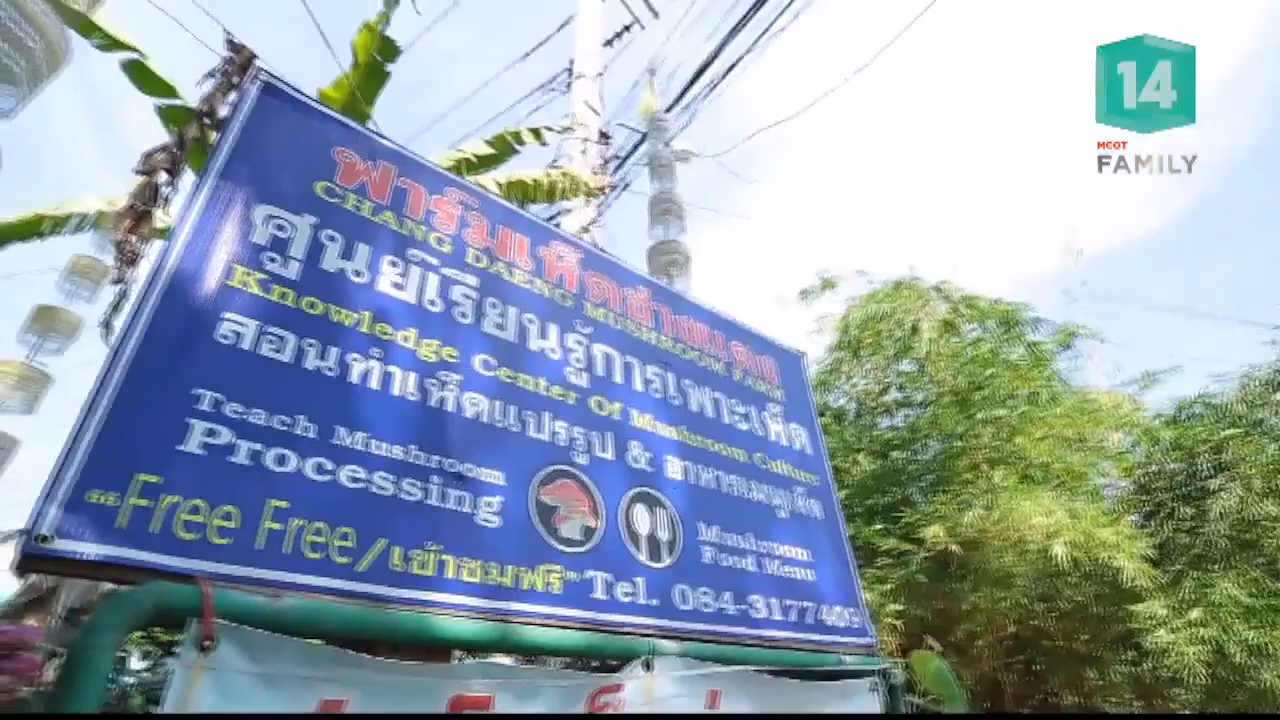 14
MCOT
FAMILY
ฟาร์มเห็ดช้างแดง
CHANG DAENG MUSHROOM FARM
ศูนย์เรียนรู้การเพาะเห็ด
Knowledge Center Of Mushroom Culture
สอนทำเห็ดแปรรูป & อาหารเมนูเห็ด
Teach Mushroom
Processing
Mushroom
Food Menu
"Free Free/เข้าชมฟรี" Tel. 084-3177403